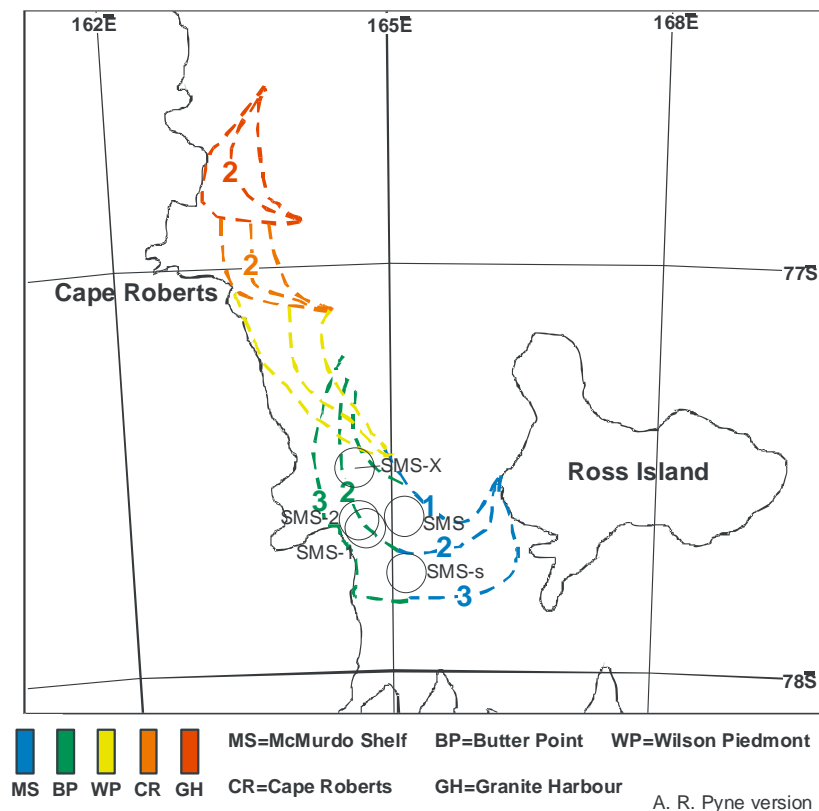 162E 165E 168E
2
2
77S
Cape Roberts
SMS-X
Ross Island
3 2 1
SMS-2 SMS
SMS-1 2
SMS-s
3
78S
MS BP WP CR GH
MS=McMurdo Shelf BP=Butter Point WP=Wilson Piedmont
CR=Cape Roberts GH=Granite Harbour
A. R. Pyne version